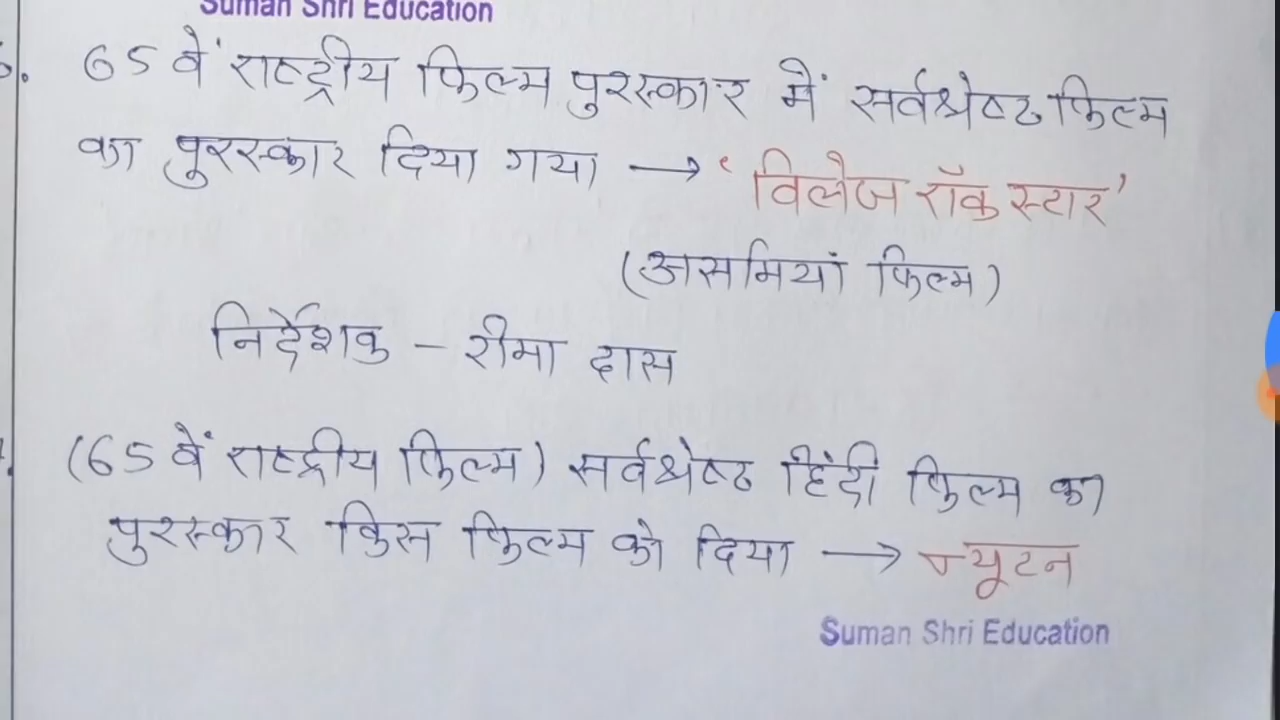 Suman Shri Education
6. 65 वें राष्ट्रीय फिल्म पुरस्कार में सर्वश्रेष्ठ फिल्म
का पुरस्कार दिया गया → 'विलेज रॉक स्टार'
(असमियां फिल्म)
निर्देशक - रीमा दास
(65 वें राष्ट्रीय फिल्म) सर्वश्रेष्ठ हिंदी फिल्म का
पुरस्कार किस फिल्म को दिया → न्यूटन
Suman Shri Education